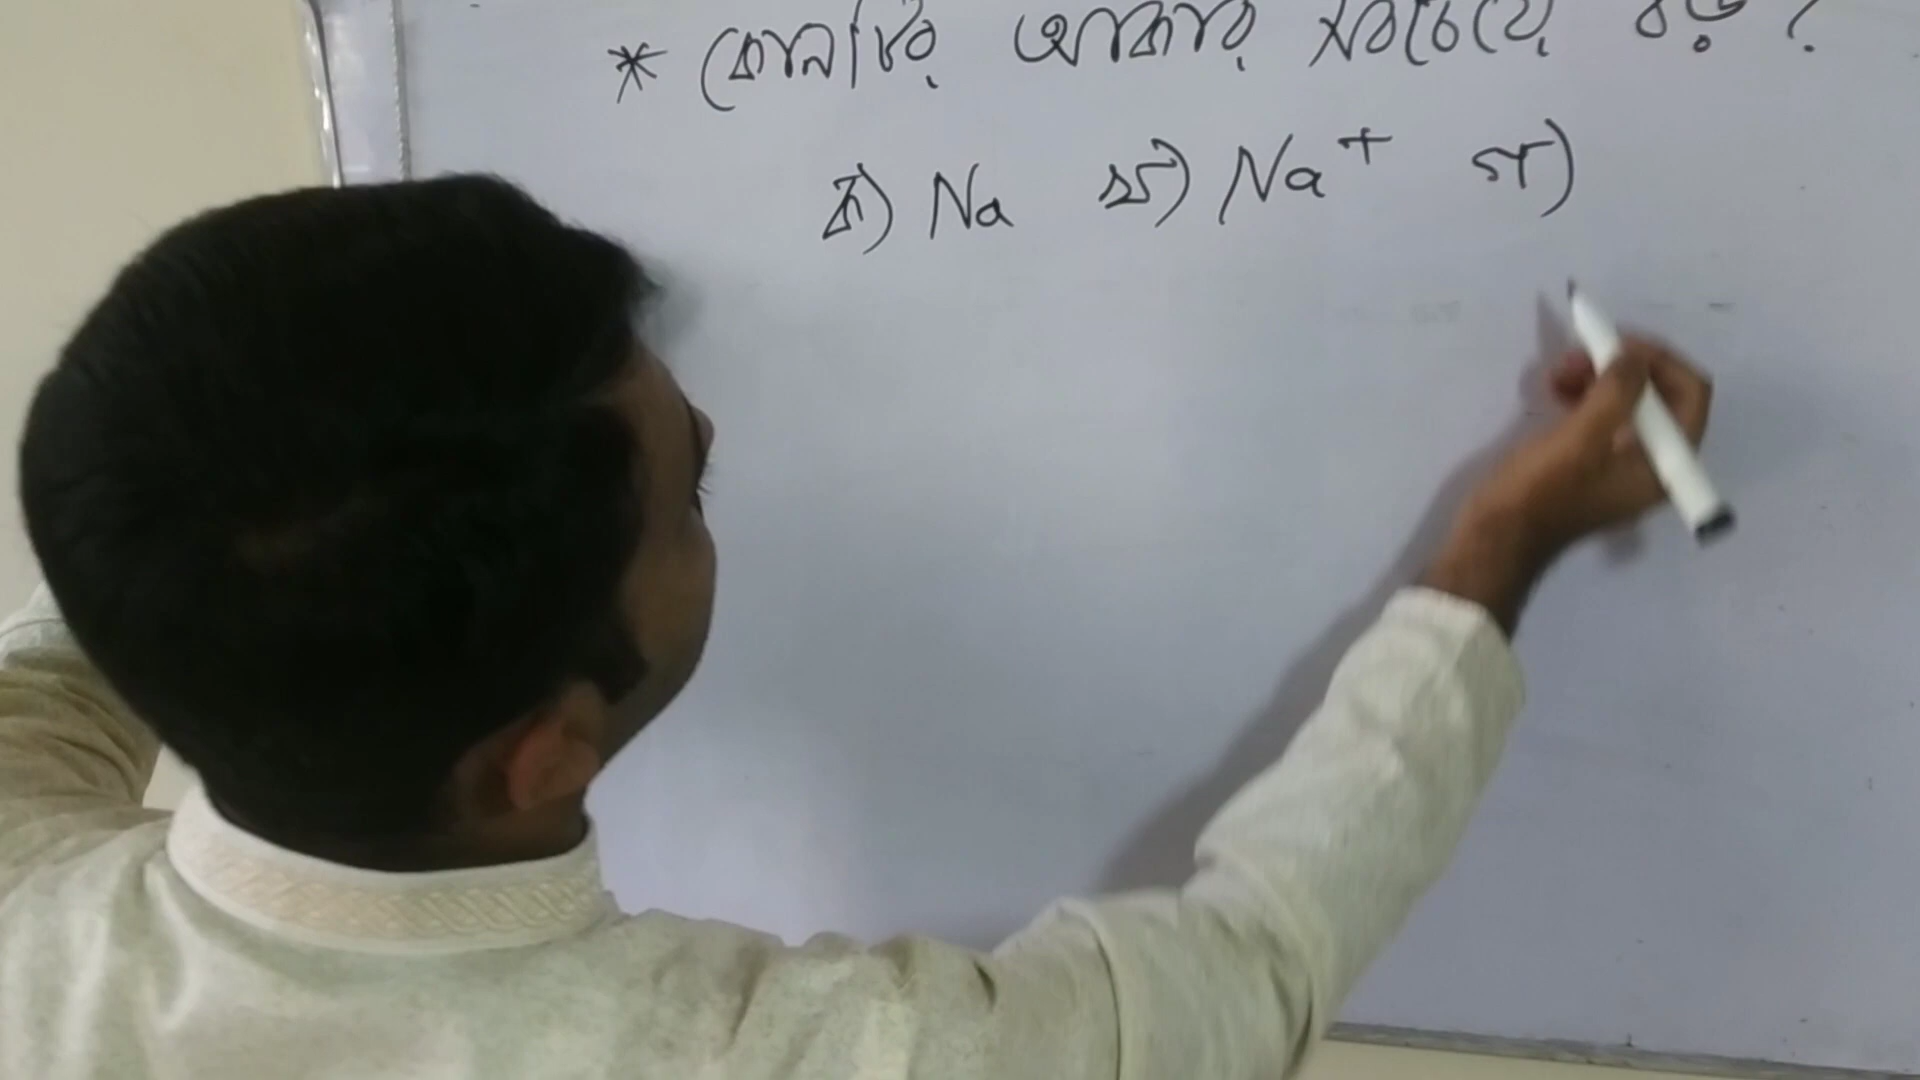 * কোনটির আকার সবচেয়ে বড় ?
ক) Na খ) Na⁺ গ)